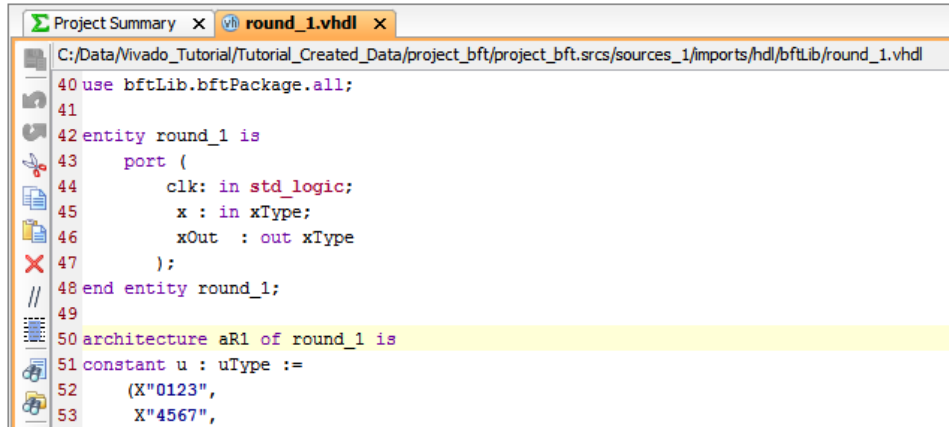 Project Summary × vh round_1.vhdl ×
C:/Data/Vivado_Tutorial/Tutorial_Created_Data/project_bft/project_bft.srcs/sources_1/imports/hdl/bftLib/round_1.vhdl
40 use bftLib.bftPackage.all;
41
42 entity round_1 is
43     port (
44         clk: in std_logic;
45          x : in xType;
46          xOut  : out xType
47        );
48 end entity round_1;
49
50 architecture aR1 of round_1 is
51 constant u : uType :=
52     (X"0123",
53      X"4567",